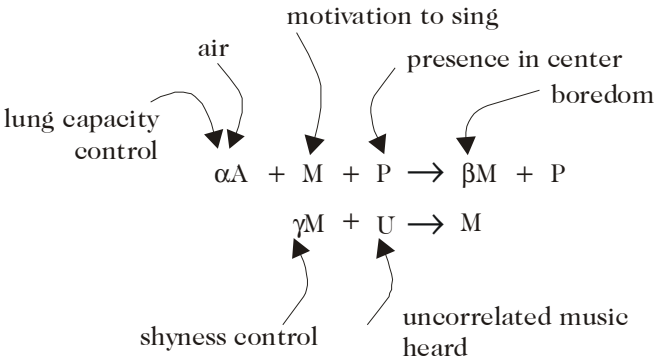 motivation to sing
air
presence in center
boredom
lung capacity
control
αA + M + P → βM + P
γM + U → M
shyness control
uncorrelated music
heard